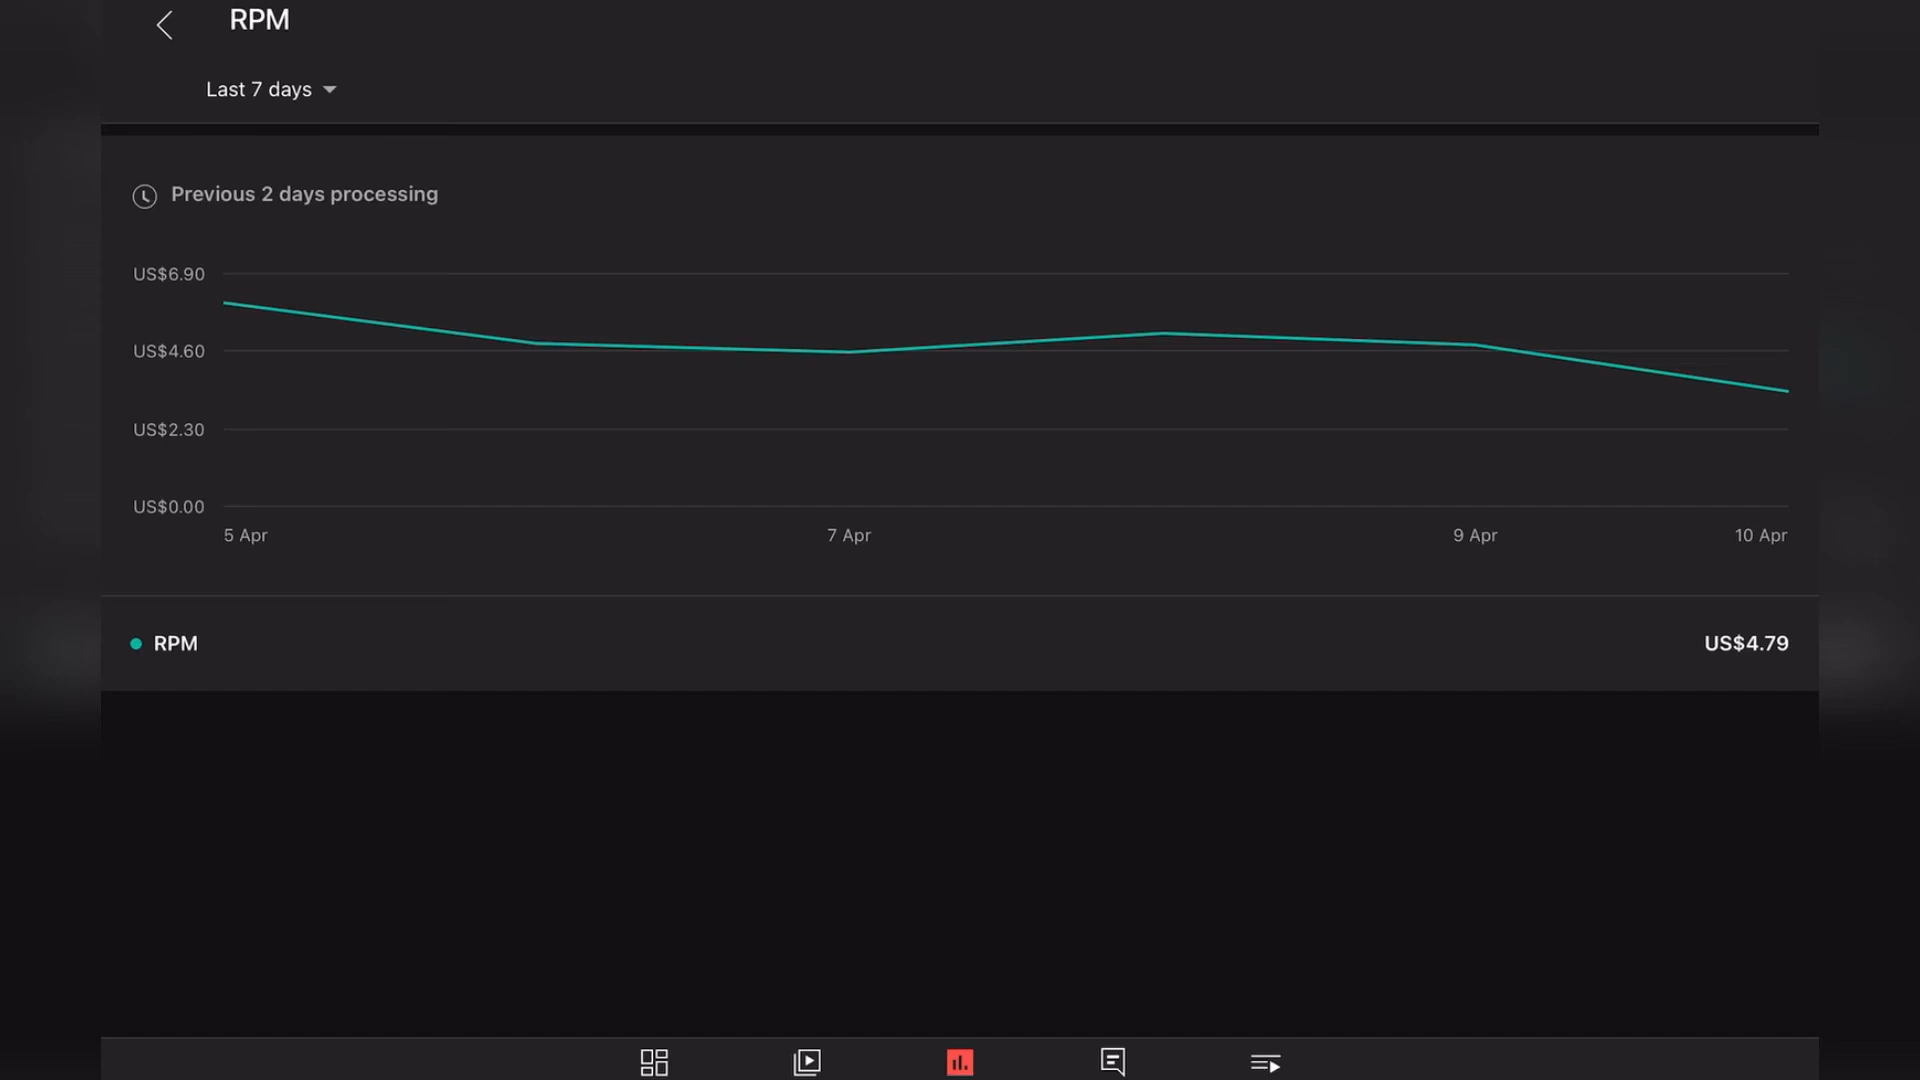 RPM
Last 7 days
Previous 2 days processing
US$6.90
US$4.60
US$2.30
US$0.00
5 Apr
7 Apr
9 Apr
10 Apr
RPM
US$4.79